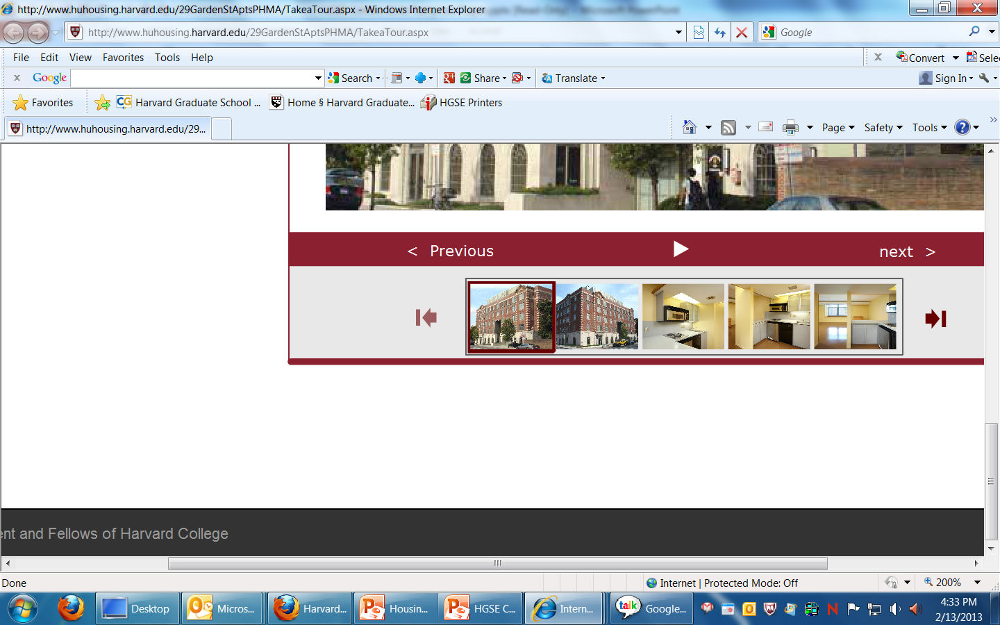 http://www.huhousing.harvard.edu/29GardenStAptsPHMA/TakeaTour.aspx - Windows Internet Explorer
http://www.huhousing.harvard.edu/29GardenStAptsPHMA/TakeaTour.aspx
Google
File Edit View Favorites Tools Help
x Convert Selec
x Google Search Share Translate Sign In
Favorites Harvard Graduate School ... Home § Harvard Graduate... HGSE Printers
http://www.huhousing.harvard.edu/29... Page Safety Tools
< Previous next >
ent and Fellows of Harvard College
Done Internet | Protected Mode: Off 200%
Desktop Micros... Harvard... Housin... HGSE C... Intern... talk Google... 4:33 PM
2/13/2013